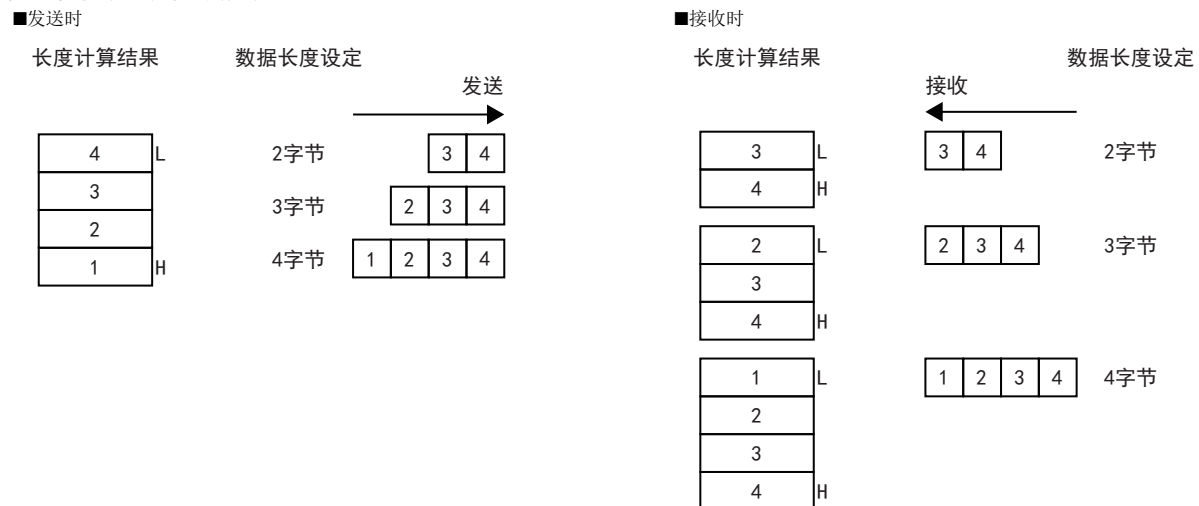 ■发送时
长度计算结果 数据长度设定
发送
4 L 2字节 3 4
3
3字节 2 3 4
2
1 H 4字节 1 2 3 4
■接收时
长度计算结果 数据长度设定
接收
3 L 3 4 2字节
4 H
2 L 2 3 4 3字节
3
4 H
1 L 1 2 3 4 4字节
2
3
4 H